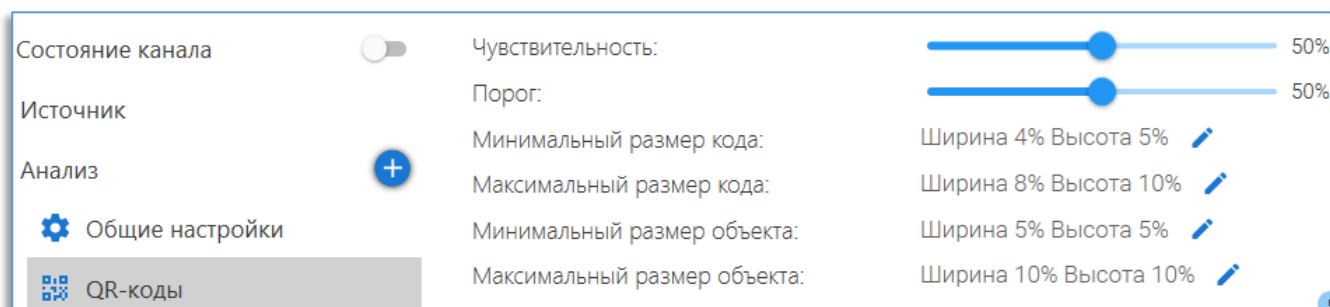 Состояние канала
Источник
Анализ
Общие настройки
QR-коды
Чувствительность: 50%
Порог: 50%
Минимальный размер кода: Ширина 4% Высота 5%
Максимальный размер кода: Ширина 8% Высота 10%
Минимальный размер объекта: Ширина 5% Высота 5%
Максимальный размер объекта: Ширина 10% Высота 10%